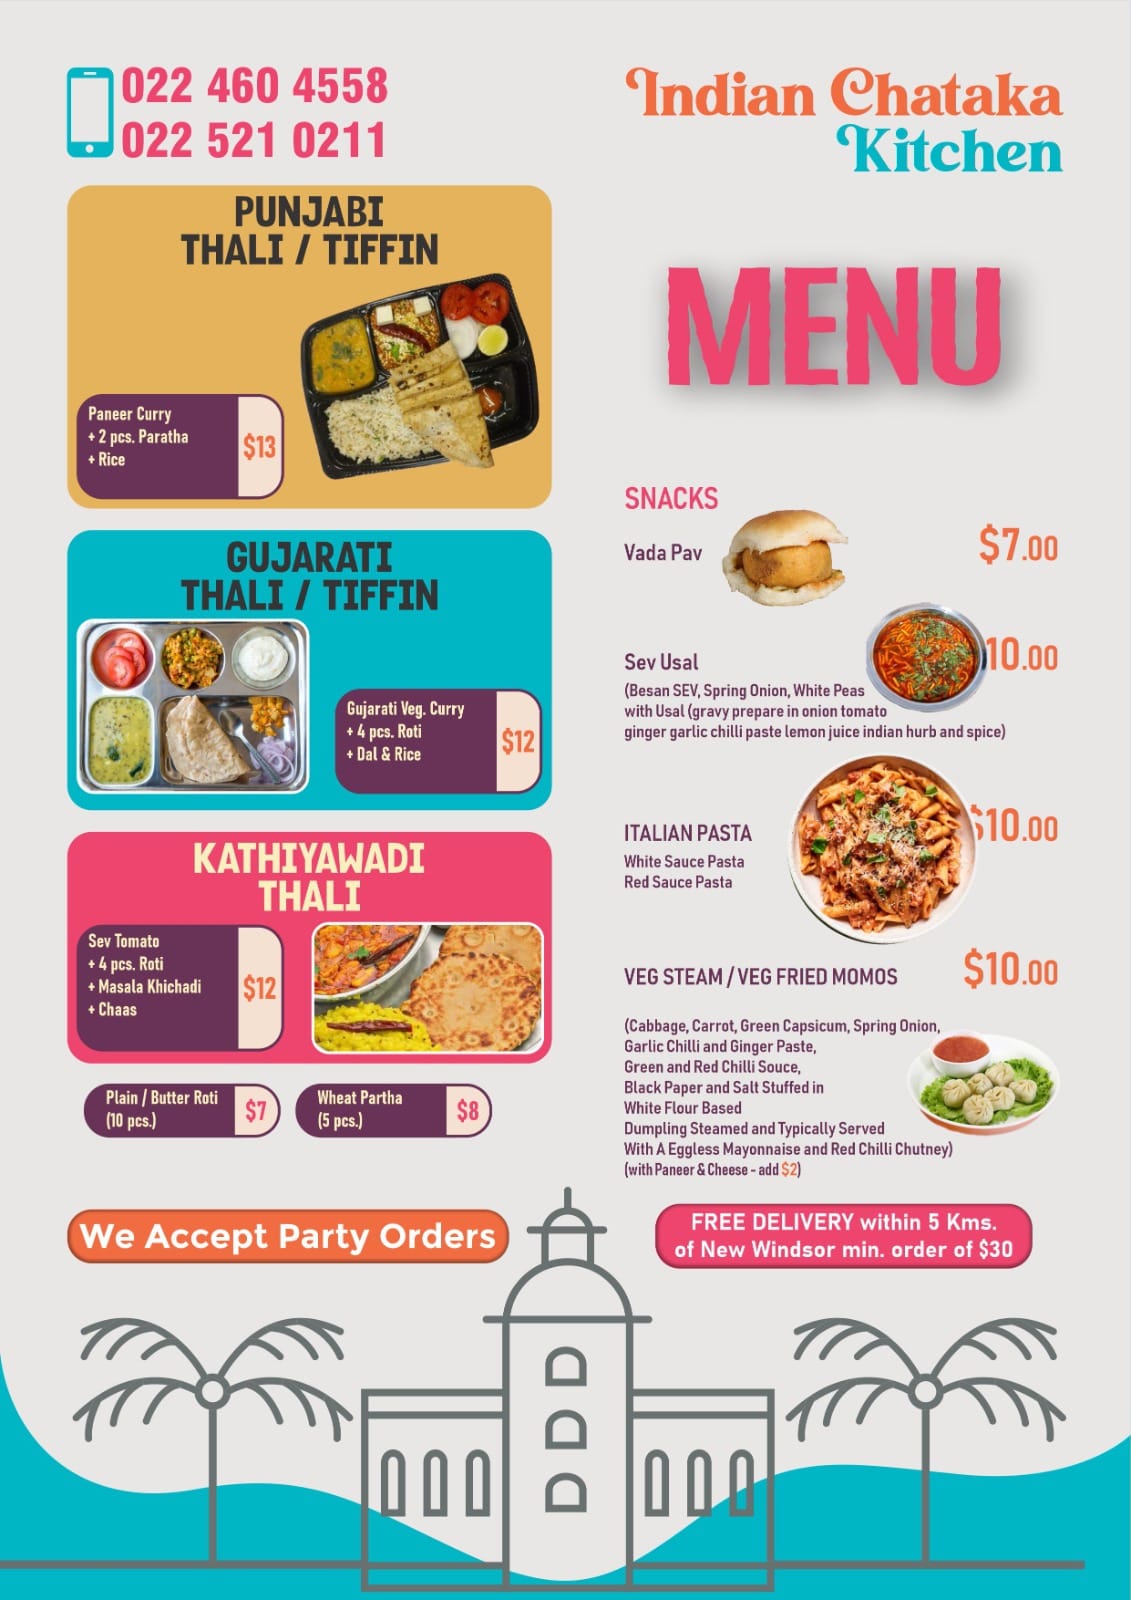 022 460 4558
022 521 0211
Indian Chataka
Kitchen
PUNJABI
THALI / TIFFIN
Paneer Curry
+ 2 pcs. Paratha
+ Rice
$13
GUJARATI
THALI / TIFFIN
Gujarati Veg. Curry
+ 4 pcs. Roti
+ Dal & Rice
$12
KATHIYAWADI
THALI
Sev Tomato
+ 4 pcs. Roti
+ Masala Khichadi
+ Chaas
$12
Plain / Butter Roti
(10 pcs.)
$7
Wheat Partha
(5 pcs.)
$8
We Accept Party Orders
MENU
SNACKS
Vada Pav
$7.00
Sev Usal
10.00
(Besan SEV, Spring Onion, White Peas
with Usal (gravy prepare in onion tomato
ginger garlic chilli paste lemon juice indian hurb and spice)
ITALIAN PASTA
$10.00
White Sauce Pasta
Red Sauce Pasta
VEG STEAM / VEG FRIED MOMOS
$10.00
(Cabbage, Carrot, Green Capsicum, Spring Onion,
Garlic Chilli and Ginger Paste,
Green and Red Chilli Souce,
Black Paper and Salt Stuffed in
White Flour Based
Dumpling Steamed and Typically Served
With A Eggless Mayonnaise and Red Chilli Chutney)
(with Paneer & Cheese - add $2)
FREE DELIVERY within 5 Kms.
of New Windsor min. order of $30